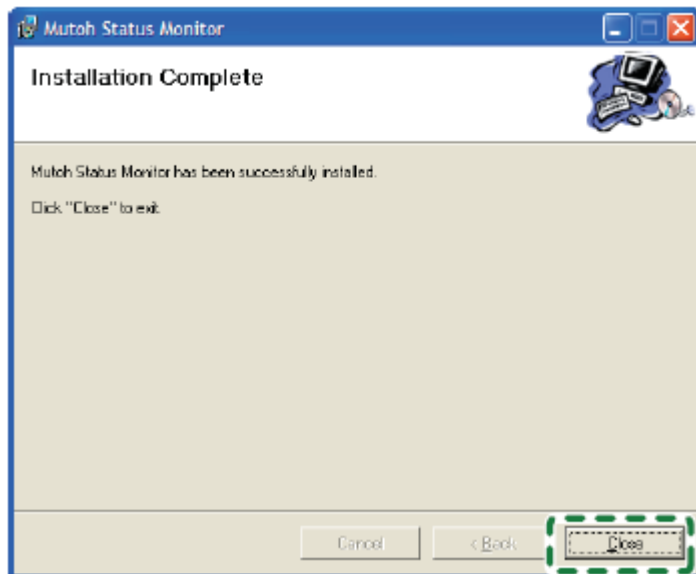 Mutoh Status Monitor
Installation Complete
Mutoh Status Monitor has been successfully installed.
Click "Close" to exit.
Cancel
< Back
Close